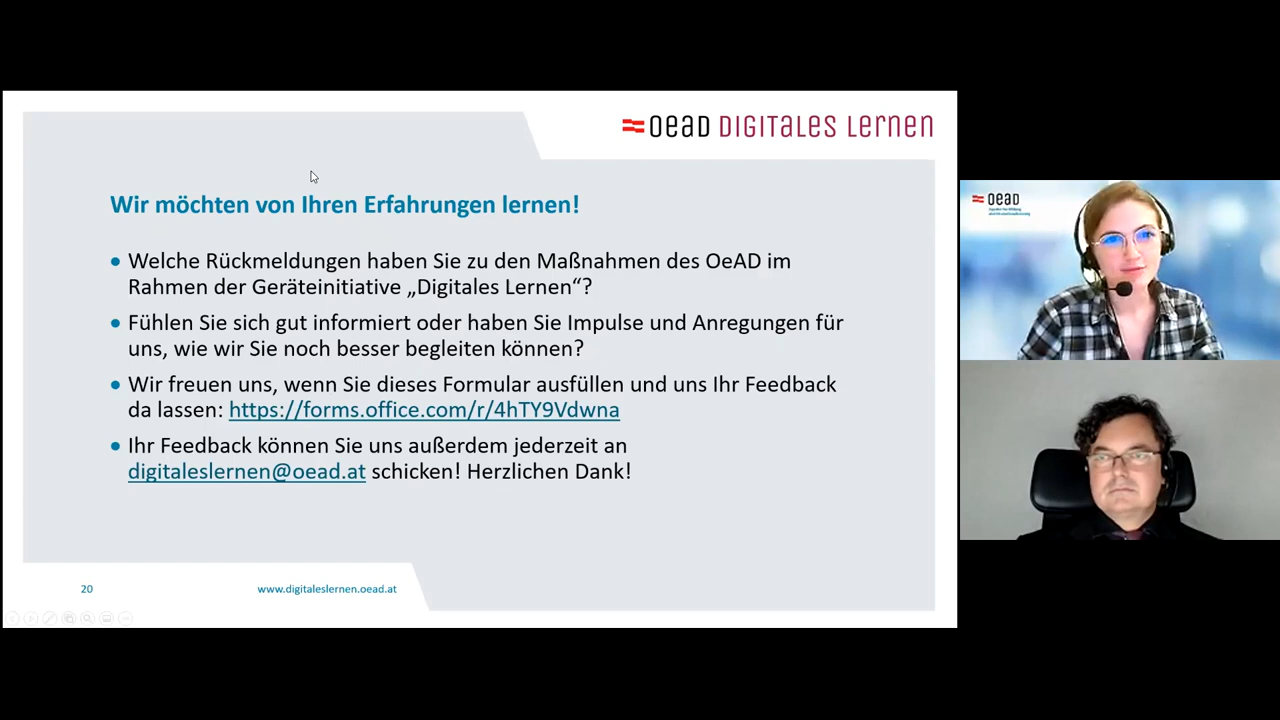 OEAD DIGITALES LERNEN
Wir möchten von Ihren Erfahrungen lernen!
• Welche Rückmeldungen haben Sie zu den Maßnahmen des OeAD im
Rahmen der Geräteinitiative „Digitales Lernen“?
• Fühlen Sie sich gut informiert oder haben Sie Impulse und Anregungen für
uns, wie wir Sie noch besser begleiten können?
• Wir freuen uns, wenn Sie dieses Formular ausfüllen und uns Ihr Feedback
da lassen: https://forms.office.com/r/4hTY9Vdwna
• Ihr Feedback können Sie uns außerdem jederzeit an
digitaleslernen@oead.at schicken! Herzlichen Dank!
20
www.digitaleslernen.oead.at
OEAD